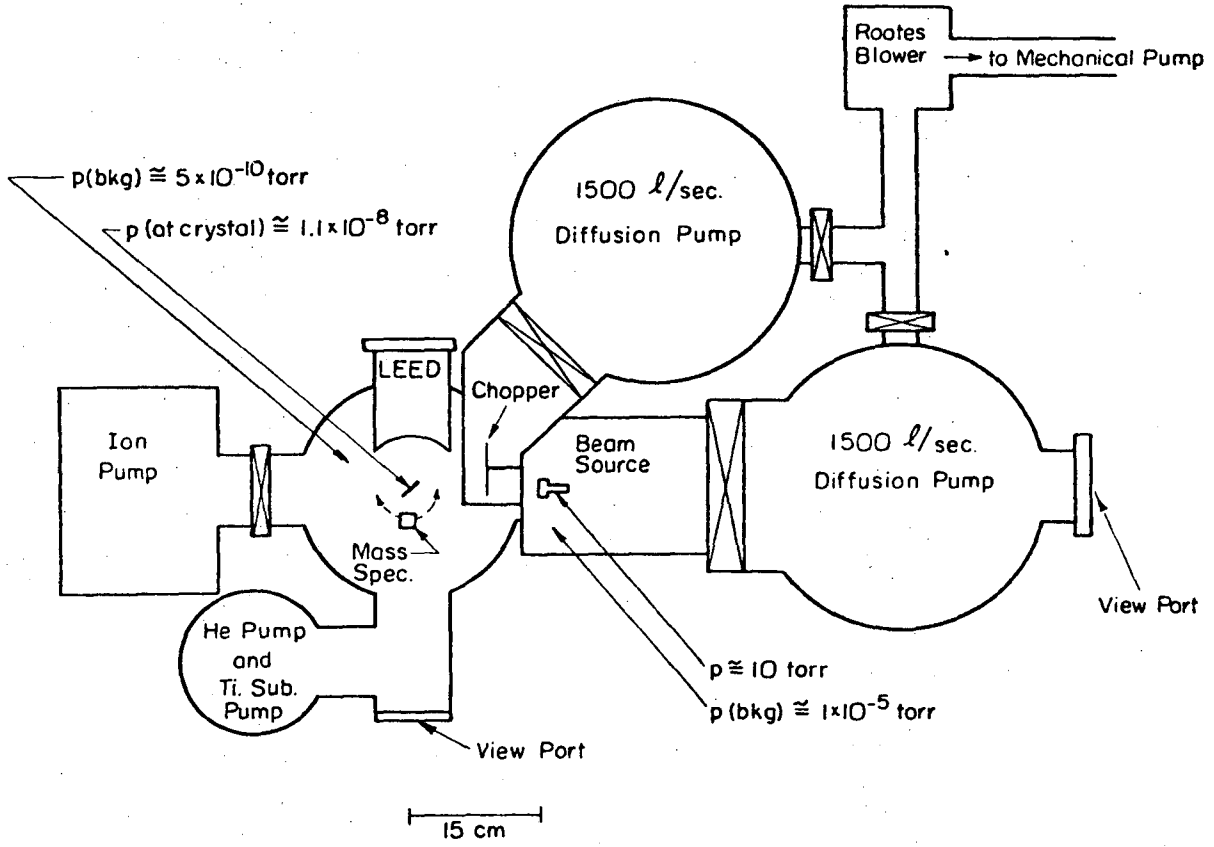 Rootes
Blower
to Mechanical Pump
p(bkg) ≅ 5 x 10⁻¹⁰ torr
p (at crystal) ≅ 1.1 x 10⁻⁸ torr
1500 ℓ/sec.
Diffusion Pump
LEED
Chopper
Ion
Pump
Beam
Source
1500 ℓ/sec.
Diffusion Pump
Mass
Spec.
View Port
He Pump
and
Ti. Sub.
Pump
p ≅ 10 torr
p (bkg) ≅ 1x10⁻⁵ torr
View Port
15 cm